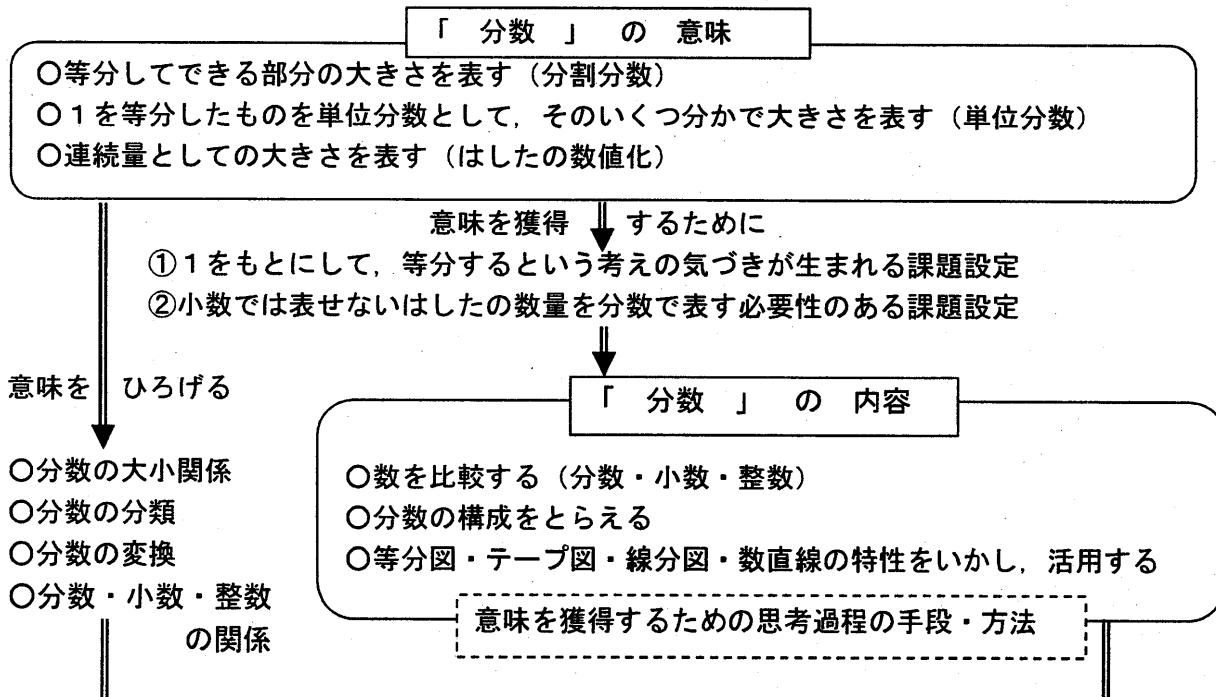 「 分数 」 の 意味
○等分してできる部分の大きさを表す（分割分数）
○１を等分したものを単位分数として，そのいくつ分かで大きさを表す（単位分数）
○連続量としての大きさを表す（はしたの数値化）
意味を獲得 するために
①１をもとにして，等分するという考えの気づきが生まれる課題設定
②小数では表せないはしたの数量を分数で表す必要性のある課題設定
意味を ひろげる
○分数の大小関係
○分数の分類
○分数の変換
○分数・小数・整数
の関係
「 分数 」 の 内容
○数を比較する（分数・小数・整数）
○分数の構成をとらえる
○等分図・テープ図・線分図・数直線の特性をいかし，活用する
意味を獲得するための思考過程の手段・方法